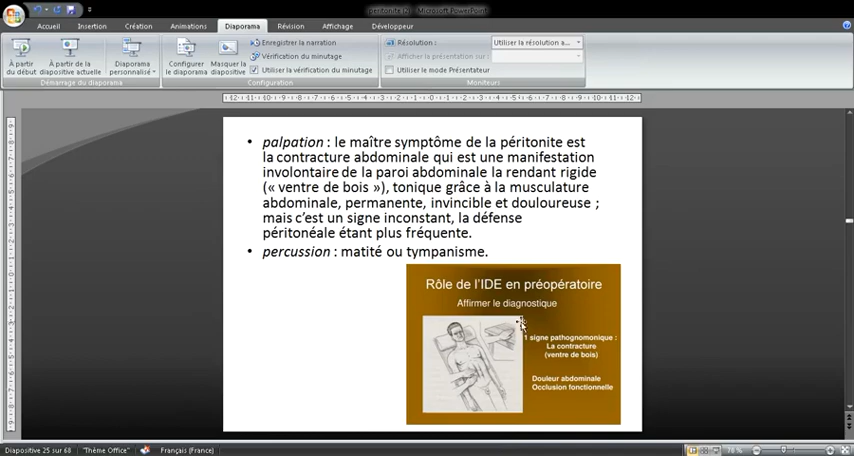 péritonite (2) - Microsoft PowerPoint
Accueil Insertion Création Animations Diaporama Révision Affichage Développeur
À partir du début
À partir de la diapositive actuelle
Diaporama personnalisé
Démarrage du diaporama
Configurer le diaporama
Masquer la diapositive
Enregistrer la narration
Vérification du minutage
Utiliser la vérification du minutage
Configuration
Résolution : Utiliser la résolution a...
Afficher la présentation sur :
Utiliser le mode Présentateur
Moniteurs
• palpation : le maître symptôme de la péritonite est
la contracture abdominale qui est une manifestation
involontaire de la paroi abdominale la rendant rigide
(« ventre de bois »), tonique grâce à la musculature
abdominale, permanente, invincible et douloureuse ;
mais c'est un signe inconstant, la défense
péritonéale étant plus fréquente.
• percussion : matité ou tympanisme.
Rôle de l'IDE en préopératoire
Affirmer le diagnostique
1 signe pathognomonique :
La contracture
(ventre de bois)
Douleur abdominale
Occlusion fonctionnelle
Diapositive 25 sur 68 "Thème Office" Français (France) 78 %